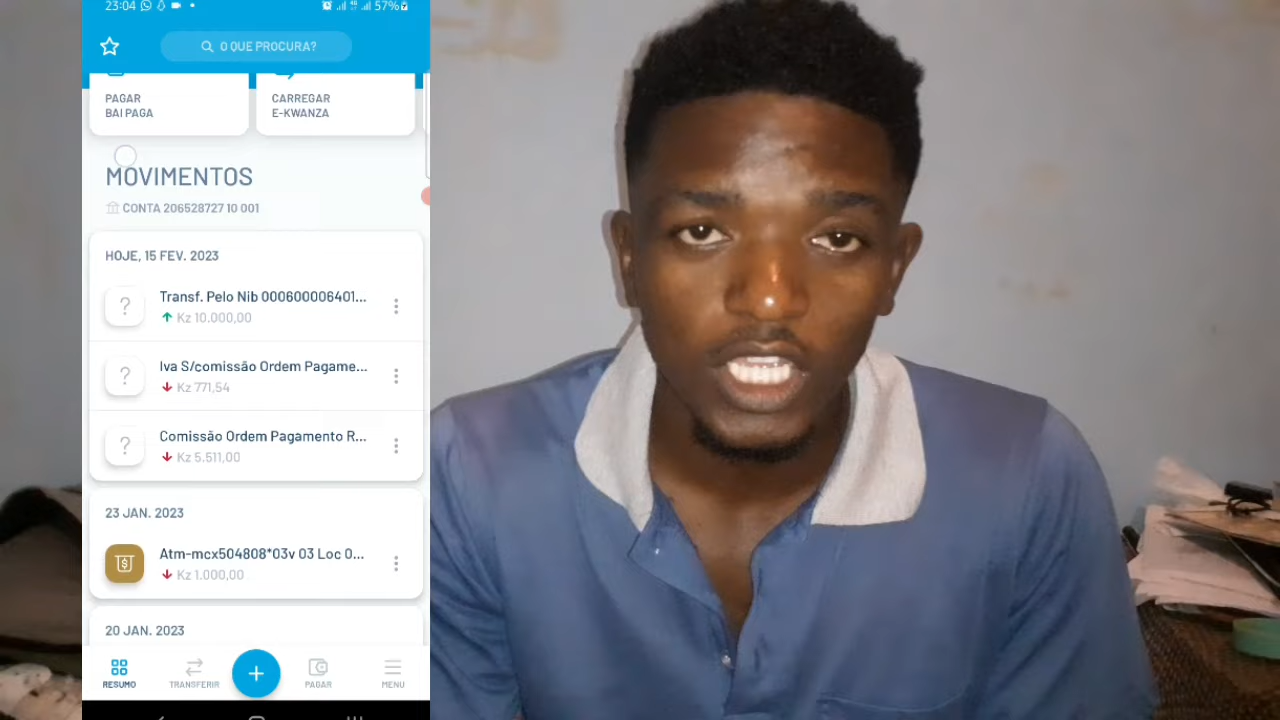 23:04
57%
O QUE PROCURA?
PAGAR
BAI PAGA
CARREGAR
E-KWANZA
MOVIMENTOS
CONTA 206528727 10 001
HOJE, 15 FEV. 2023
Transf. Pelo Nib 000600006401...
Kz 10.000,00
Iva S/comissão Ordem Pagame...
Kz 771,54
Comissão Ordem Pagamento R...
Kz 5.511,00
23 JAN. 2023
Atm-mcx504808*03v 03 Loc 0...
Kz 1.000,00
20 JAN. 2023
RESUMO
TRANSFERIR
PAGAR
MENU